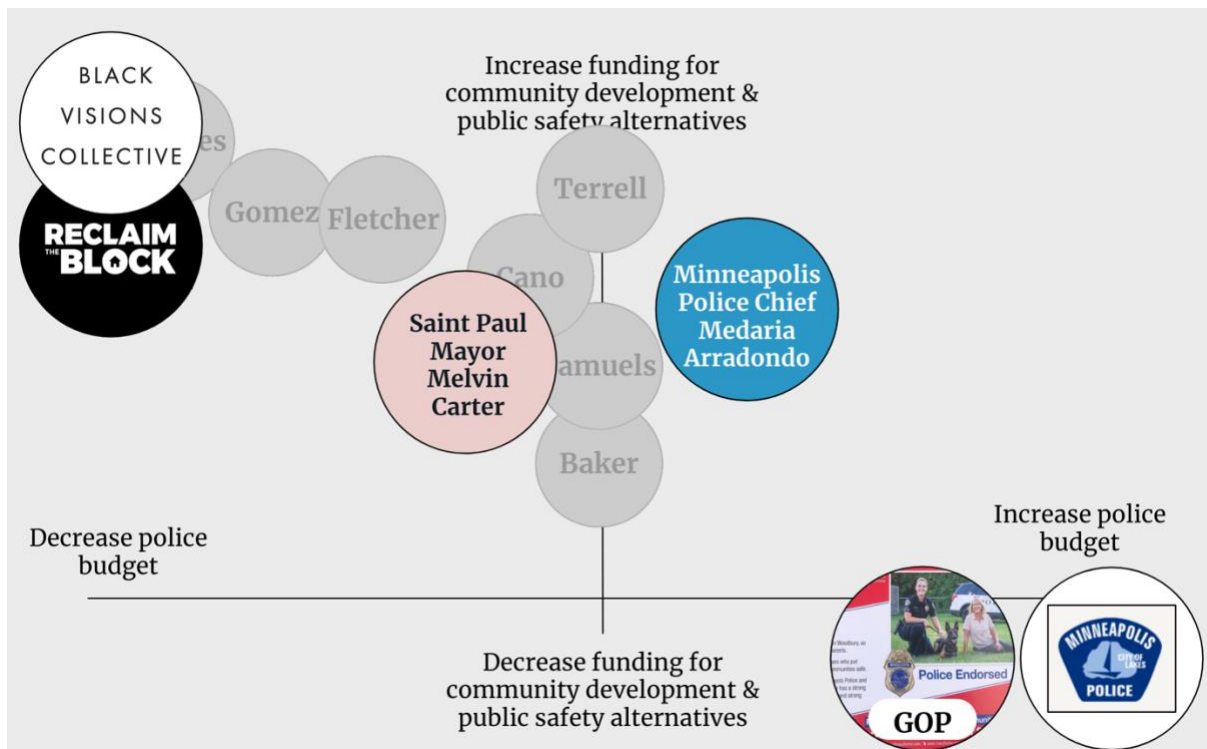 BLACK
VISIONS
COLLECTIVE
RECLAIM
THE BLOCK
Gomez
Fletcher
Increase funding for
community development &
public safety alternatives
Terrell
Cano
Saint Paul
Mayor
Melvin
Carter
amuels
Baker
Minneapolis
Police Chief
Medaria
Arradondo
Decrease police
budget
Increase police
budget
Decrease funding for
community development &
public safety alternatives
Police Endorsed
GOP
MINNEAPOLIS
CITY OF
LAKES
POLICE